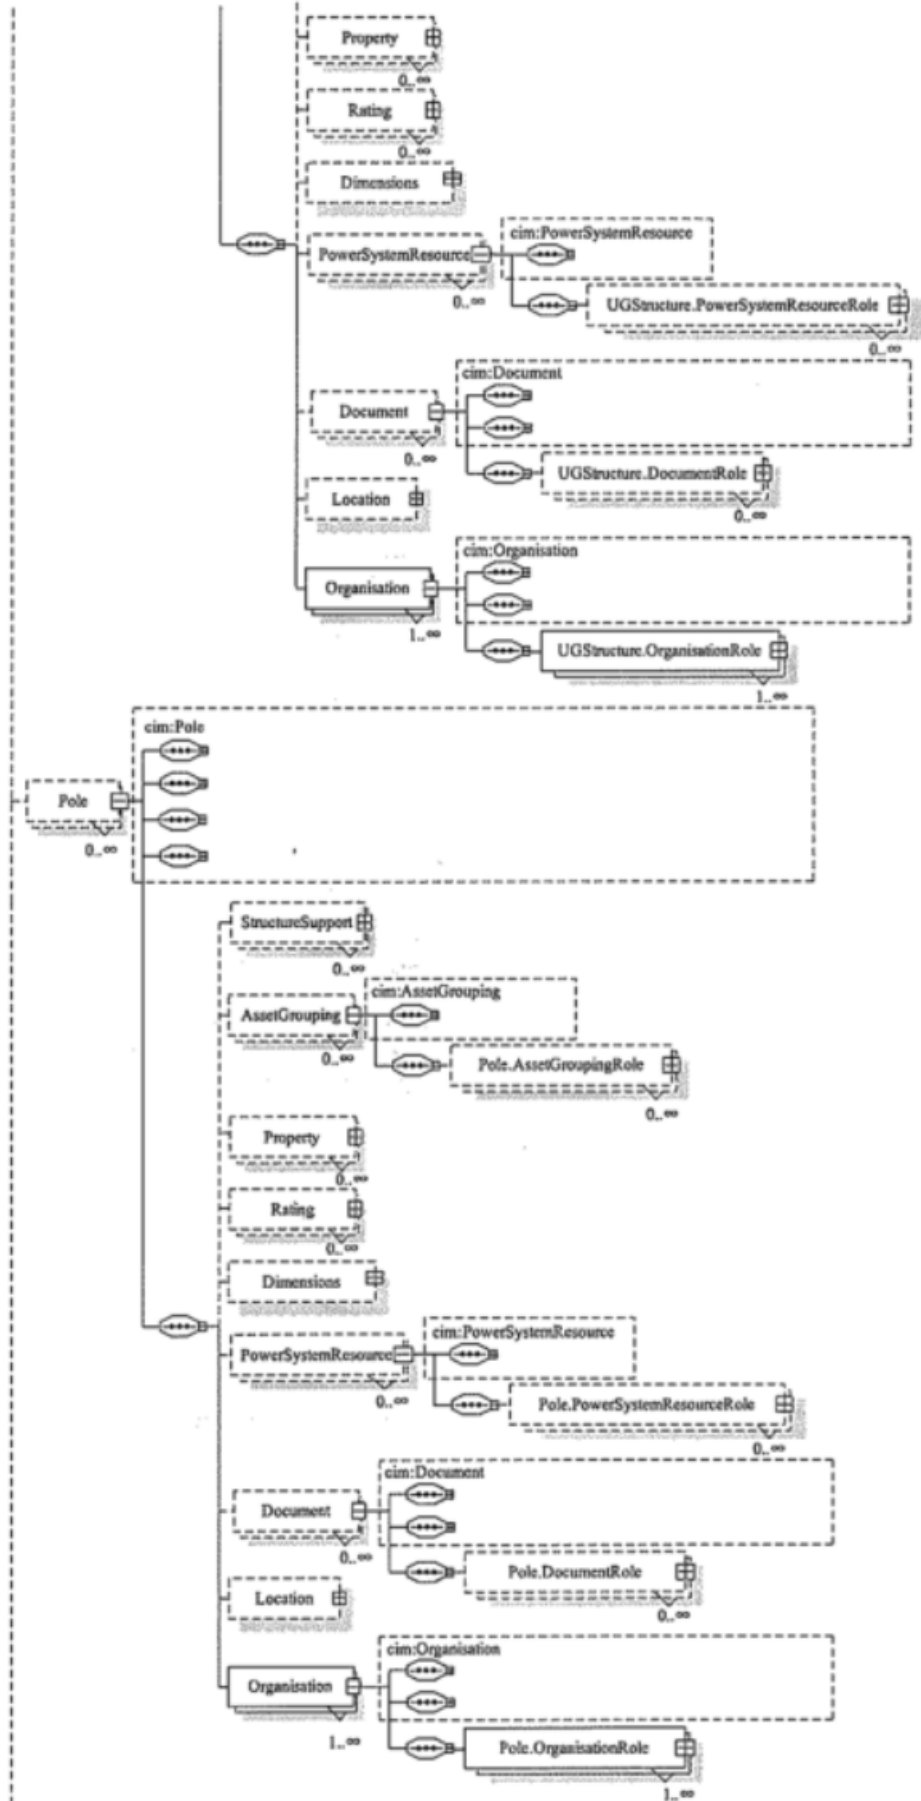 Property
0..∞
Rating
0..∞
Dimensions
cim:PowerSystemResource
PowerSystemResource
0..∞
UGStructure.PowerSystemResourceRole
0..∞
cim:Document
Document
0..∞
UGStructure.DocumentRole
0..∞
Location
cim:Organisation
Organisation
1..∞
UGStructure.OrganisationRole
1..∞
cim:Pole
Pole
0..∞
StructureSupport
0..∞
cim:AssetGrouping
AssetGrouping
0..∞
Pole.AssetGroupingRole
0..∞
Property
0..∞
Rating
0..∞
Dimensions
cim:PowerSystemResource
PowerSystemResource
0..∞
Pole.PowerSystemResourceRole
0..∞
cim:Document
Document
0..∞
Pole.DocumentRole
0..∞
Location
cim:Organisation
Organisation
1..∞
Pole.OrganisationRole
1..∞